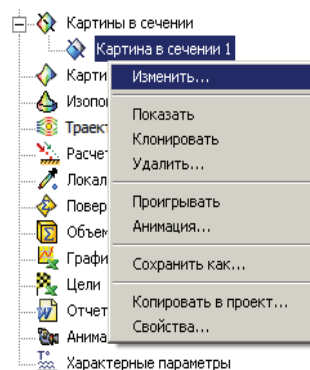 Картины в сечении
Картина в сечении 1
Карти
Изменить...
Изопо
Показать
Траект
Клонировать
Расчет
Удалить...
Локал
Повер
Проигрывать
Объем
Анимация...
Графи
Сохранить как...
Цели
Отчет
Копировать в проект...
Анима
Свойства...
Характерные параметры